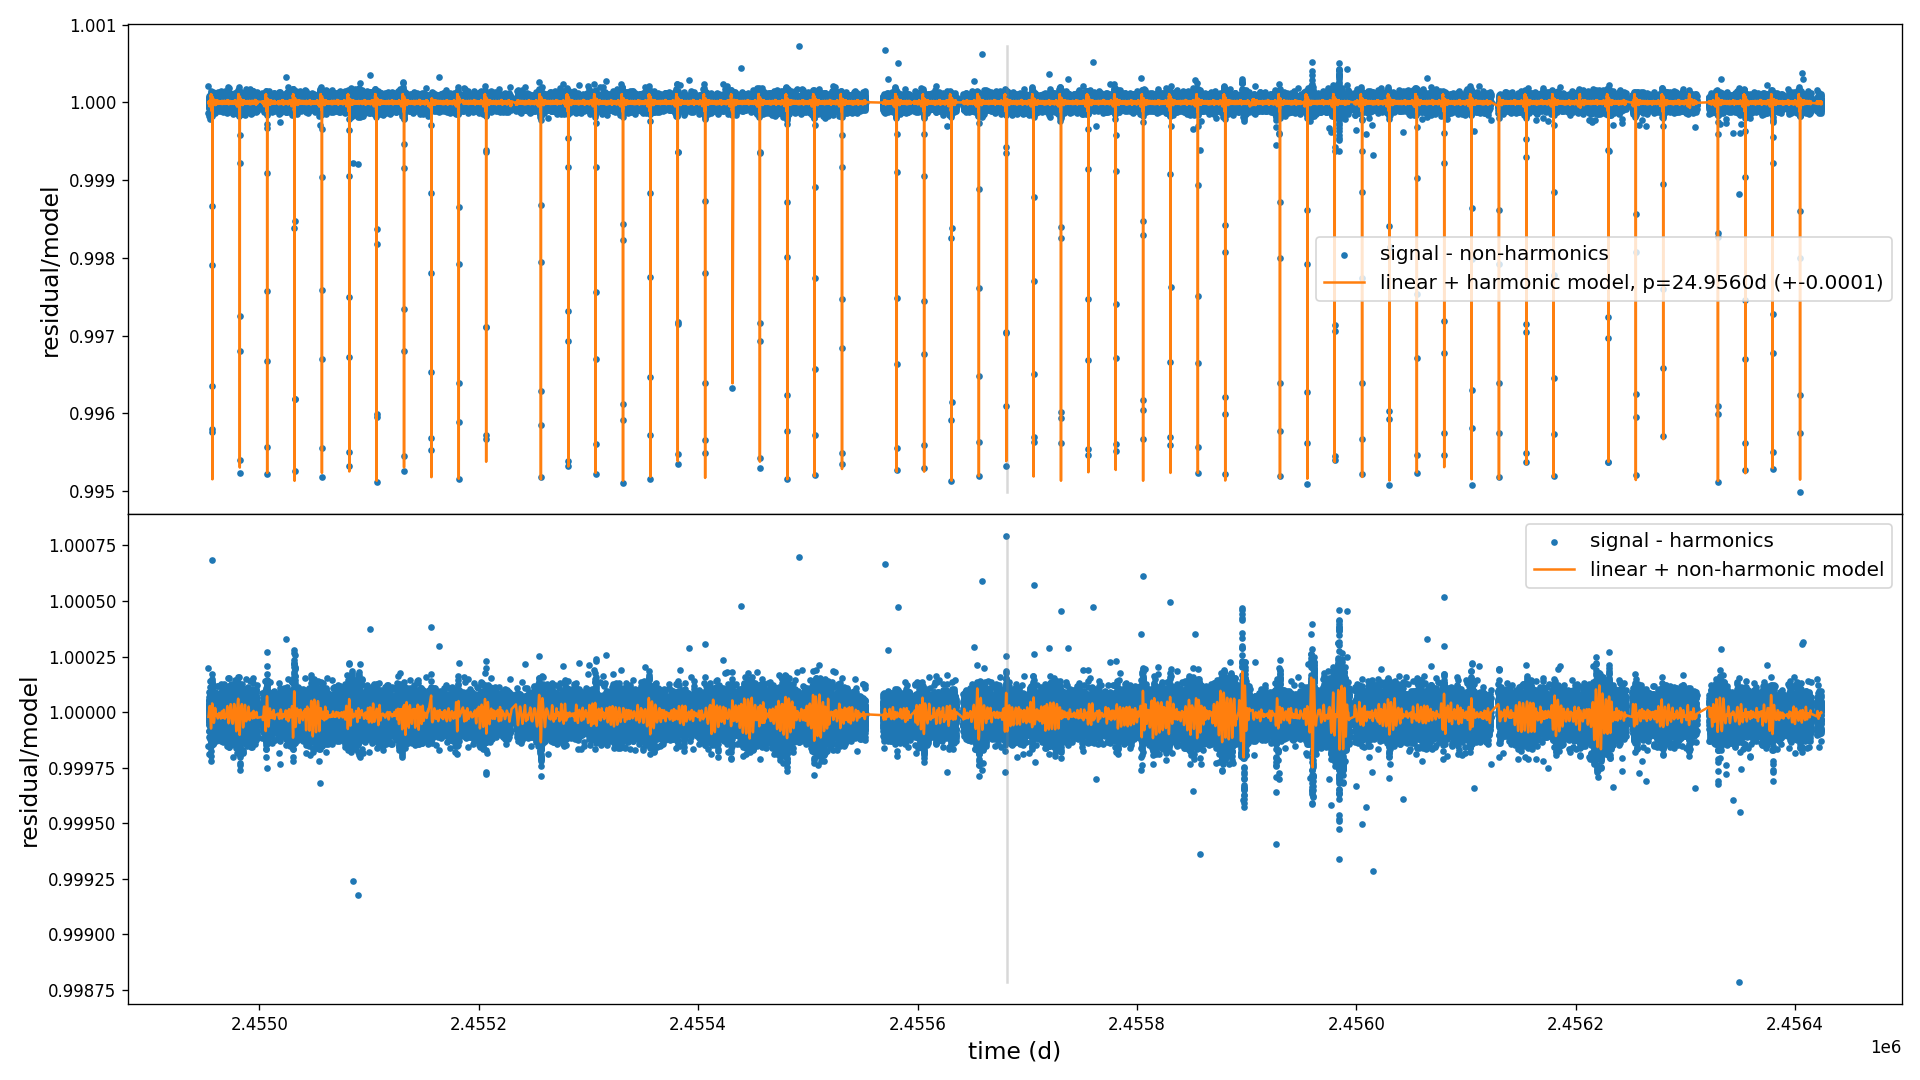 1.001
1.000
0.999
0.998
0.997
0.996
0.995
residual/model
signal - non-harmonics
linear + harmonic model, p=24.9560d (+-0.0001)
1.00075
1.00050
1.00025
1.00000
0.99975
0.99950
0.99925
0.99900
0.99875
residual/model
signal - harmonics
linear + non-harmonic model
2.4550 2.4552 2.4554 2.4556 2.4558 2.4560 2.4562 2.4564
time (d)
1e6